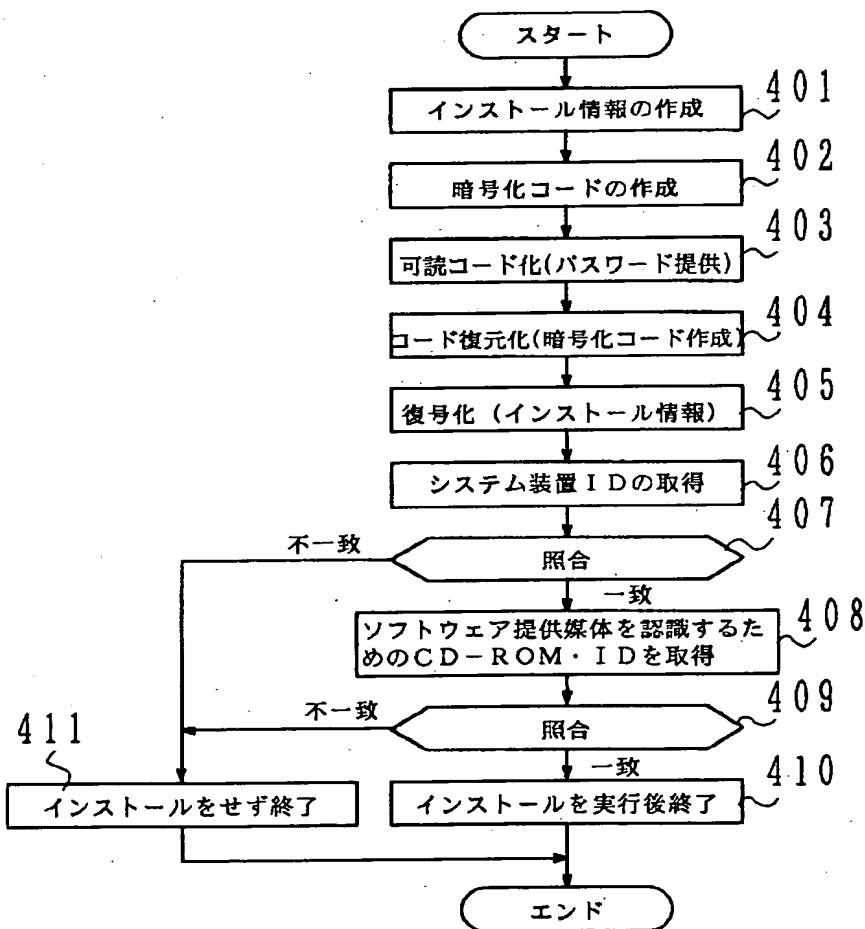 スタート
401
インストール情報の作成
402
暗号化コードの作成
403
可読コード化(パスワード提供)
404
コード復元化(暗号化コード作成)
405
復号化(インストール情報)
406
システム装置IDの取得
407
不一致
照合
一致
408
ソフトウェア提供媒体を認識するた
めのCD-ROM・IDを取得
409
不一致
照合
411
一致
410
インストールをせず終了
インストールを実行後終了
エンド